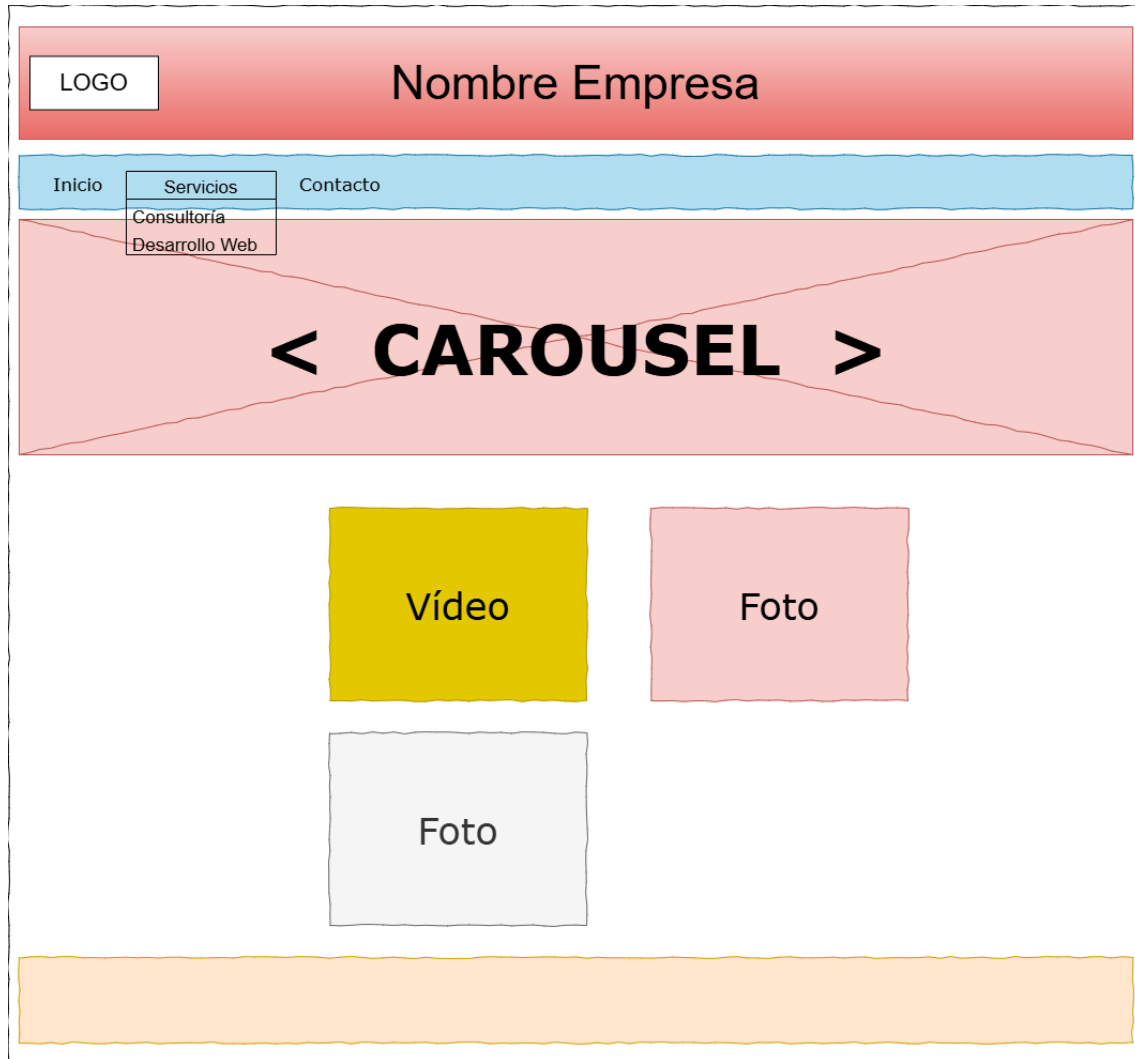 LOGO
Nombre Empresa
Inicio
Servicios
Contacto
Consultoría
Desarrollo Web
< CAROUSEL >
Vídeo
Foto
Foto